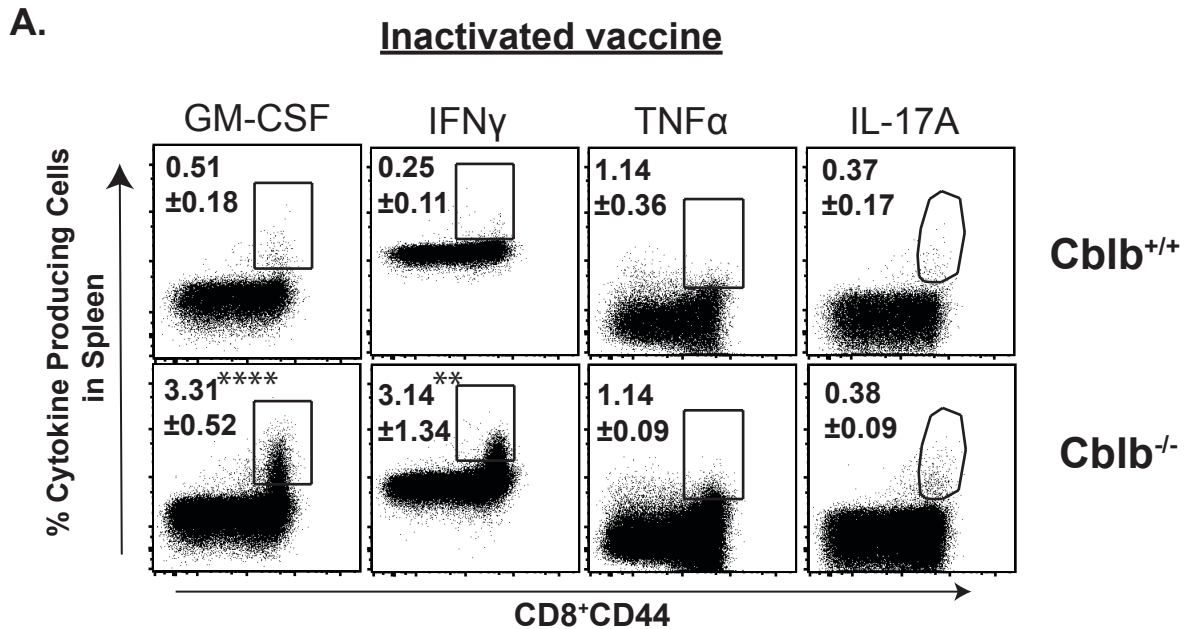 A.
Inactivated vaccine
GM-CSF
IFNγ
TNFα
IL-17A
% Cytokine Producing Cells
in Spleen
0.51
±0.18
0.25
±0.11
1.14
±0.36
0.37
±0.17
Cblb+/+
3.31****
±0.52
3.14**
±1.34
1.14
±0.09
0.38
±0.09
Cblb-/-
CD8+CD44